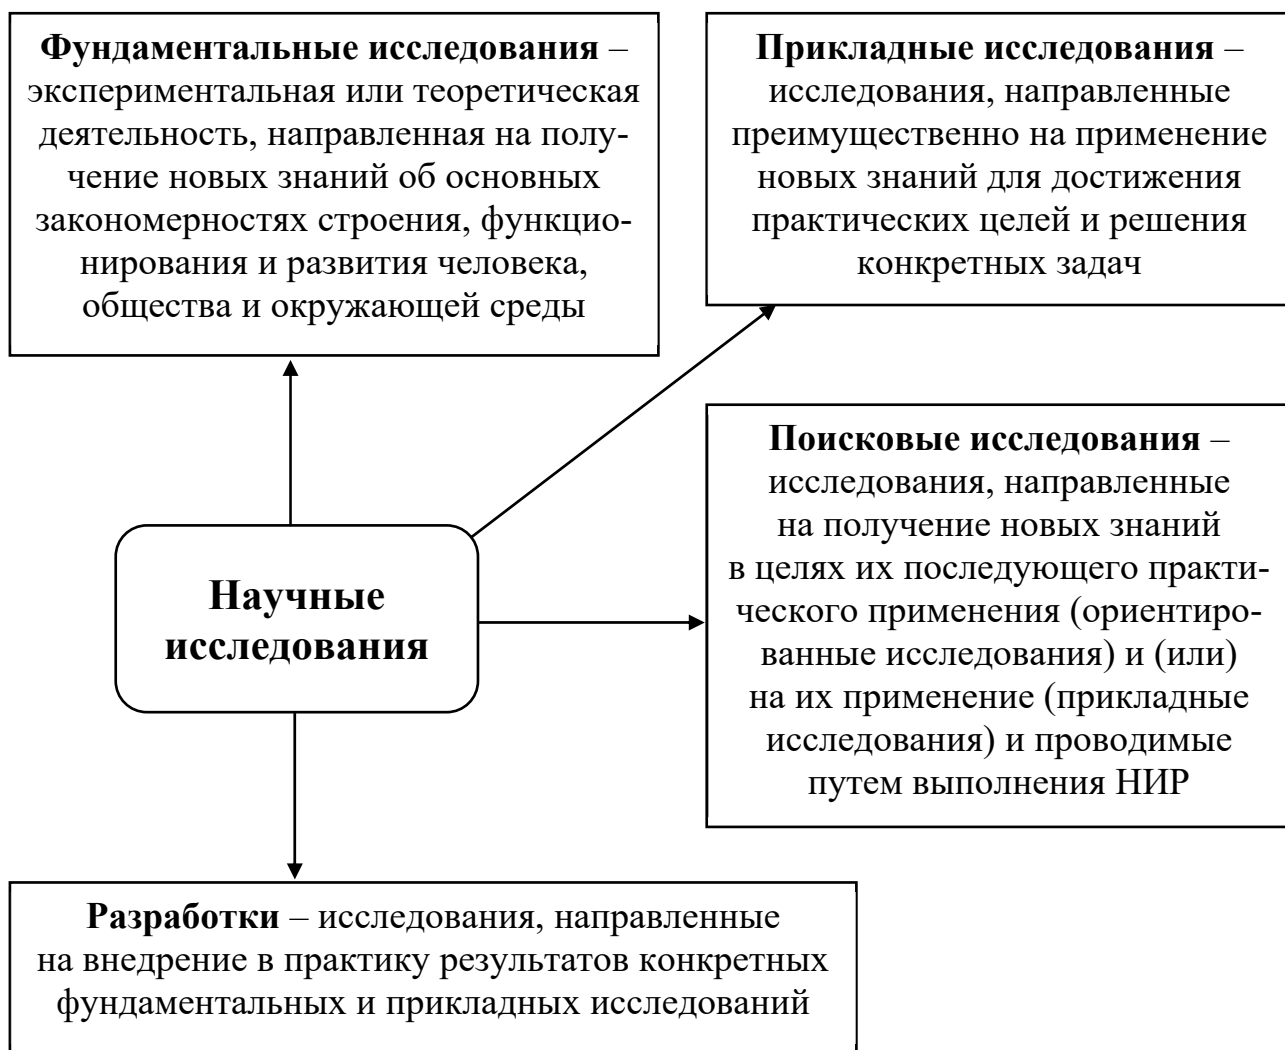 Фундаментальные исследования –
экспериментальная или теоретическая
деятельность, направленная на полу-
чение новых знаний об основных
закономерностях строения, функцио-
нирования и развития человека,
общества и окружающей среды
Прикладные исследования –
исследования, направленные
преимущественно на применение
новых знаний для достижения
практических целей и решения
конкретных задач
Поисковые исследования –
исследования, направленные
на получение новых знаний
в целях их последующего практи-
ческого применения (ориентиро-
ванные исследования) и (или)
на их применение (прикладные
исследования) и проводимые
путем выполнения НИР
Научные
исследования
Разработки – исследования, направленные
на внедрение в практику результатов конкретных
фундаментальных и прикладных исследований